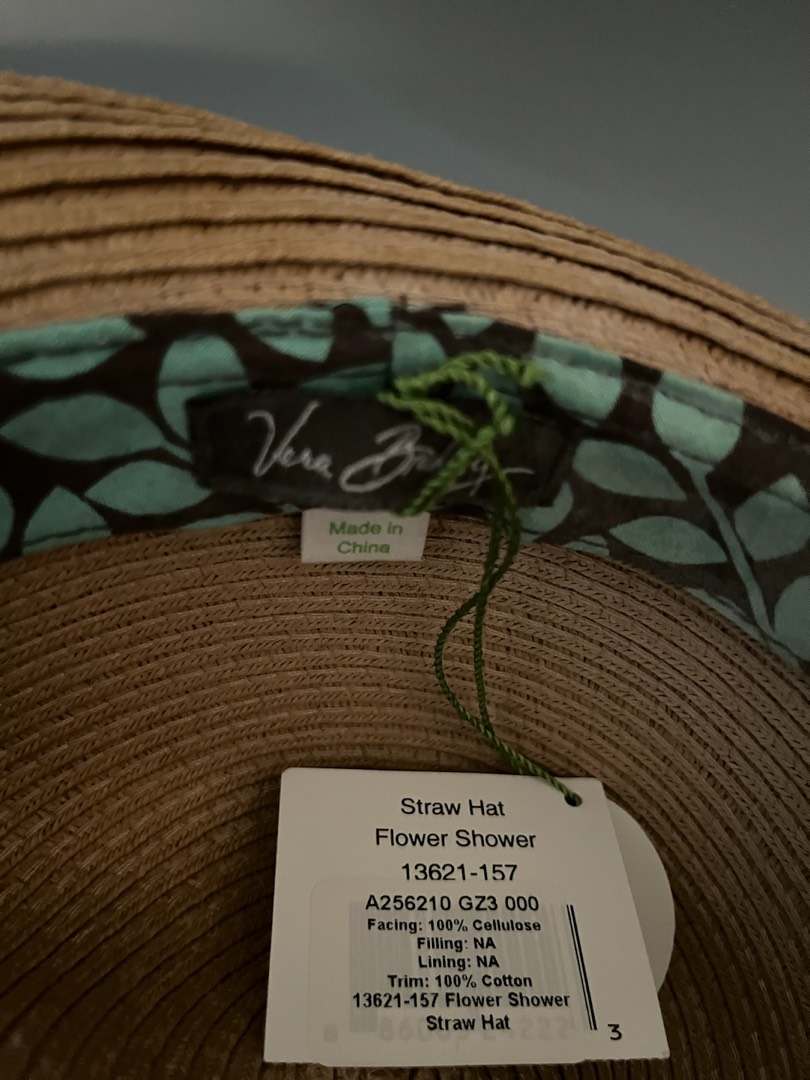 Vera Bradley
Made in
China
Straw Hat
Flower Shower
13621-157
A256210 GZ3 000
Facing: 100% Cellulose
Filling: NA
Lining: NA
Trim: 100% Cotton
13621-157 Flower Shower
Straw Hat
3